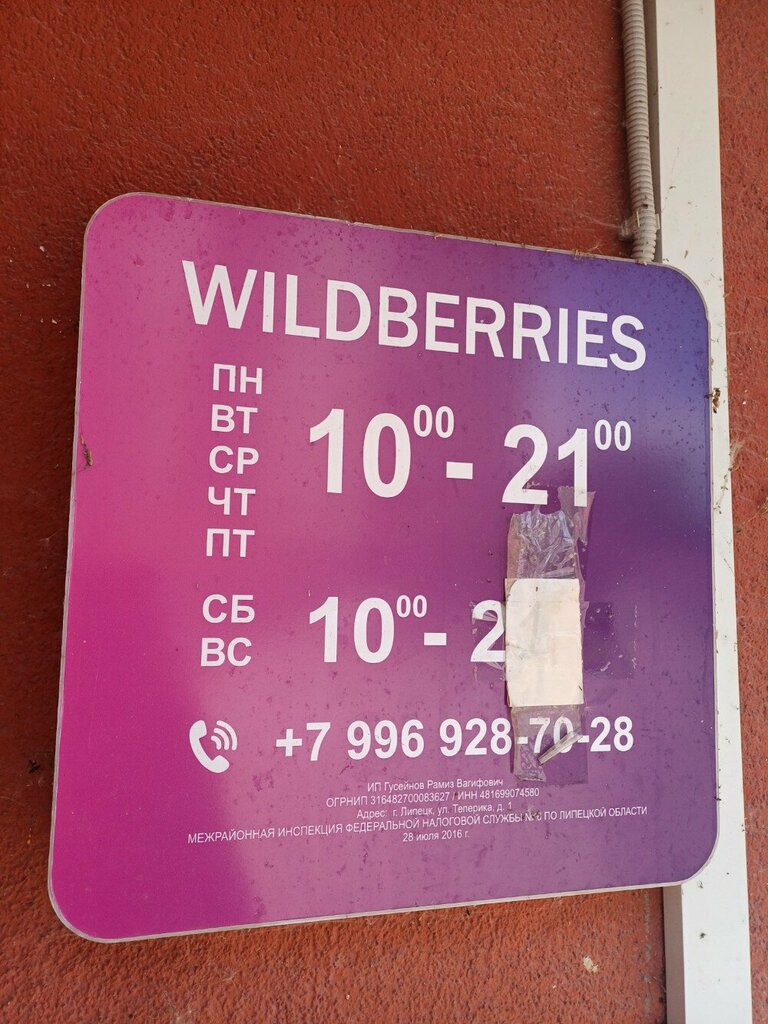 WILDBERRIES
ПН
ВТ
СР
ЧТ
ПТ
10⁰⁰ - 21⁰⁰
СБ
ВС
10⁰⁰ -
+7 996 928-70-28
ИП Гусейнов Рамиз Вагифович
ОГРНИП 316482700083627 / ИНН 481699074580
Адрес: г. Липецк, ул. Теперика, д. 1
МЕЖРАЙОННАЯ ИНСПЕКЦИЯ ФЕДЕРАЛЬНОЙ НАЛОГОВОЙ СЛУЖБЫ ПО ЛИПЕЦКОЙ ОБЛАСТИ
28 июля 2016 г.